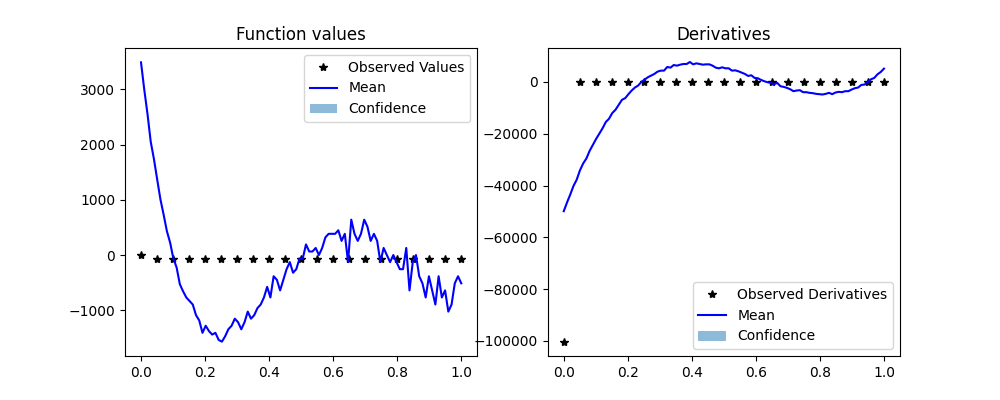 Function values
Observed Values
Mean
Confidence
3000
2000
1000
0
−1000
0.0 0.2 0.4 0.6 0.8 1.0
Derivatives
0
−20000
−40000
−60000
−80000
−100000
Observed Derivatives
Mean
Confidence
0.0 0.2 0.4 0.6 0.8 1.0